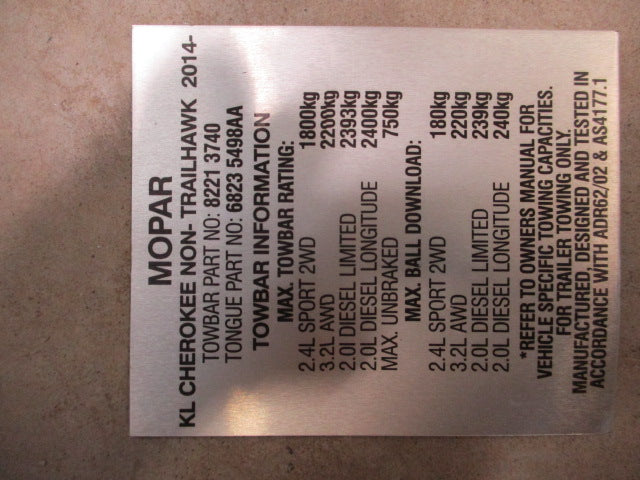 MOPAR
KL CHEROKEE NON- TRAILHAWK 2014-
TOWBAR PART NO: 8221 3740
TONGUE PART NO: 6823 5498AA
TOWBAR INFORMATION
MAX. TOWBAR RATING:
2.4L SPORT 2WD 1800kg
3.2L AWD 2200kg
2.0l DIESEL LIMITED 2393kg
2.0L DIESEL LONGITUDE 2400kg
MAX. UNBRAKED 750kg
MAX. BALL DOWNLOAD:
2.4L SPORT 2WD 180kg
3.2L AWD 220kg
2.0L DIESEL LIMITED 239kg
2.0L DIESEL LONGITUDE 240kg
*REFER TO OWNERS MANUAL FOR
VEHICLE SPECIFIC TOWING CAPACITIES.
FOR TRAILER TOWING ONLY.
MANUFACTURED, DESIGNED AND TESTED IN
ACCORDANCE WITH ADR62/02 & AS4177.1